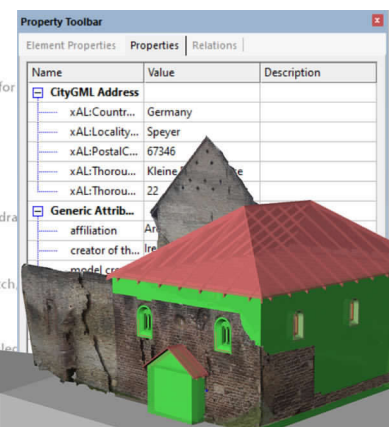 Property Toolbar
Element Properties Properties Relations
Name Value Description
for
CityGML Address
xAL:Countr... Germany
xAL:Locality... Speyer
xAL:PostalC... 67346
xAL:Thorou... Kleine
xAL:Thorou... 22
Generic Attrib...
affiliation
creator of th...